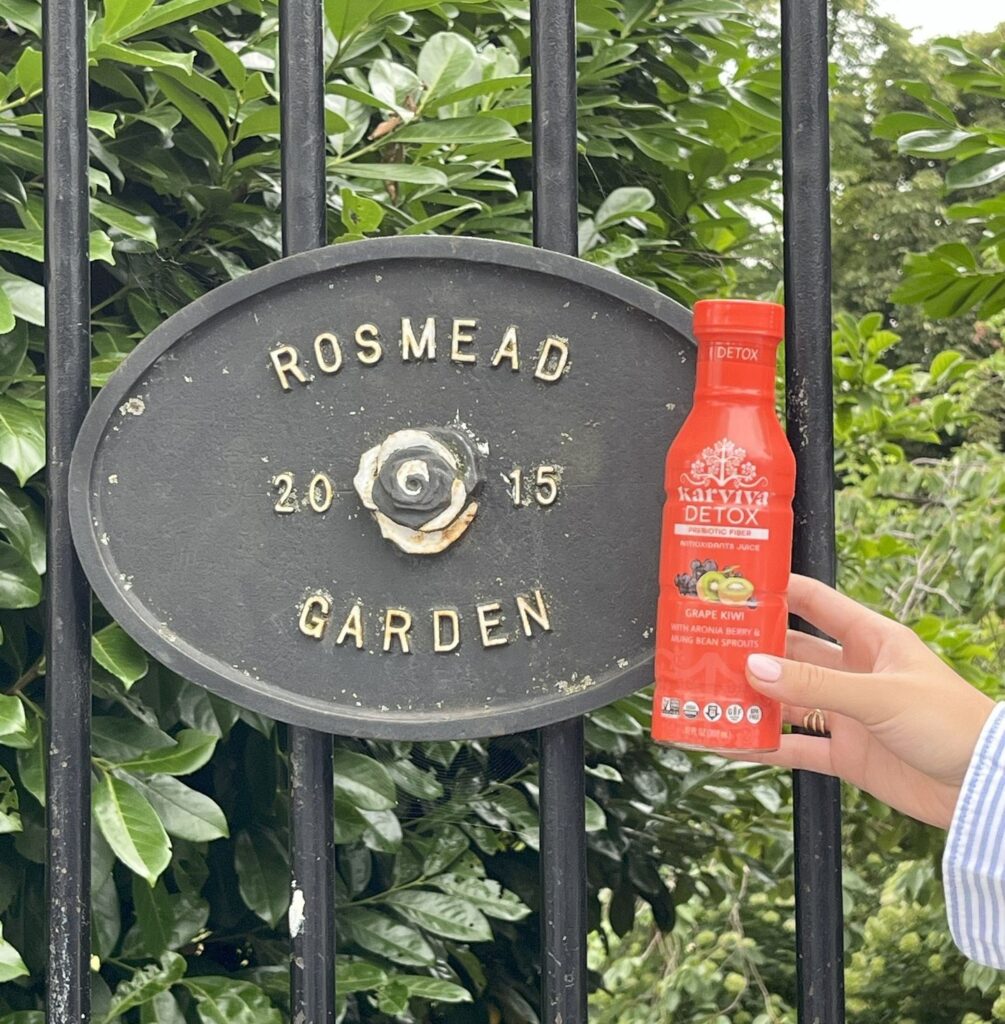 ROSMEAD
20 15
GARDEN
DETOX
karviva
DETOX
PREBIOTIC FIBER
ANTIOXIDANTS JUICE
GRAPE KIWI
WITH ARONIA BERRY &
MUNG BEAN SPROUTS